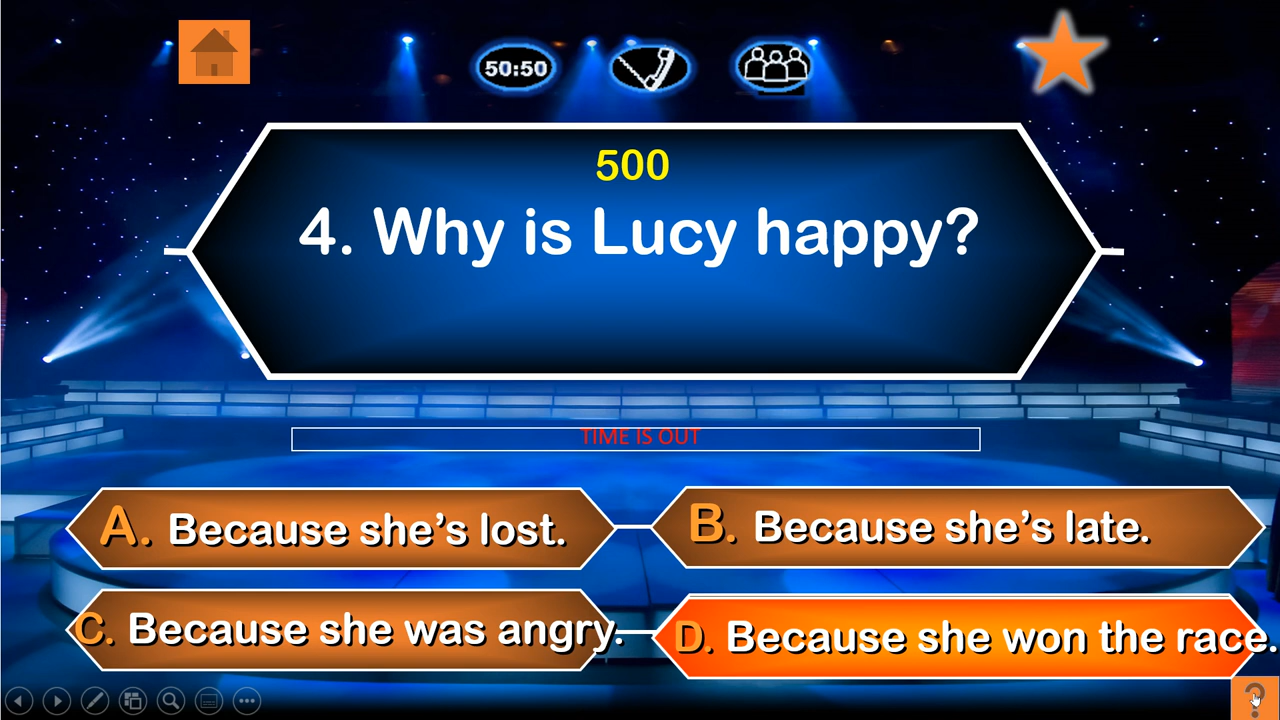 50:50
500
4. Why is Lucy happy?
TIME IS OUT
A. Because she's lost.
B. Because she's late.
C. Because she was angry.
D. Because she won the race.
?